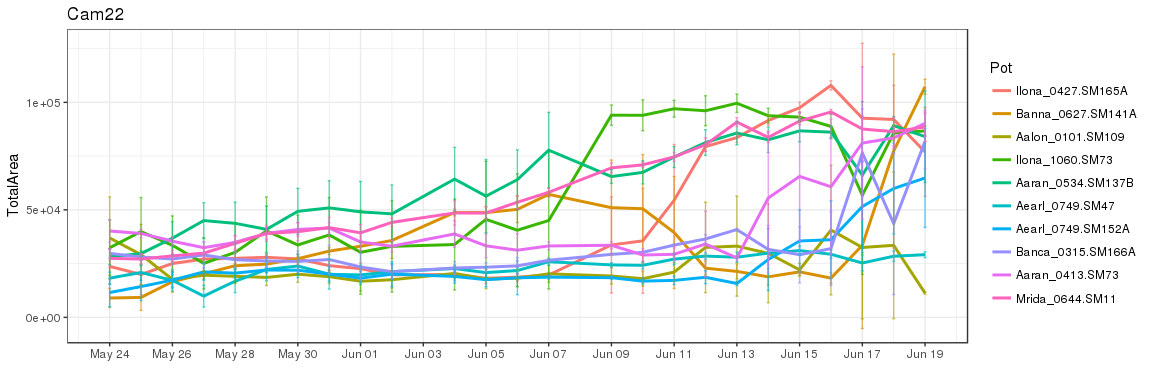 Cam22
TotalArea
1e+05
5e+04
0e+00
May 24 May 26 May 28 May 30 Jun 01 Jun 03 Jun 05 Jun 07 Jun 09 Jun 11 Jun 13 Jun 15 Jun 17 Jun 19
Pot
Ilona_0427.SM165A
Banna_0627.SM141A
Aalon_0101.SM109
Ilona_1060.SM73
Aaran_0534.SM137B
Aearl_0749.SM47
Aearl_0749.SM152A
Banca_0315.SM166A
Aaran_0413.SM73
Mrida_0644.SM11